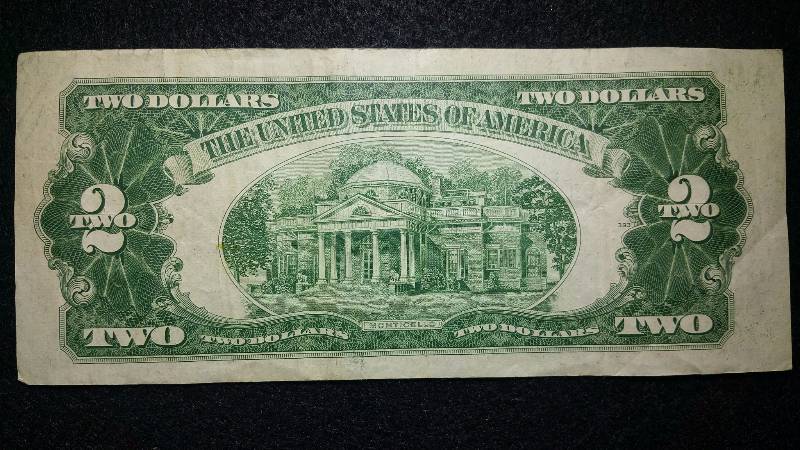 TWO DOLLARS TWO DOLLARS
THE UNITED STATES OF AMERICA
2 2
TWO TWO
MONTICELLO
TWO TWO DOLLARS TWO DOLLARS TWO